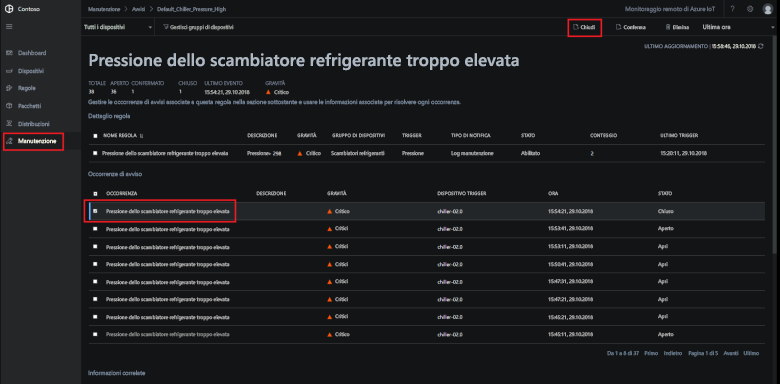 Contoso
Manutenzione > Avvisi > Default_Chiller_Pressure_High
Monitoraggio remoto di Azure IoT
Tutti i dispositivi
Gestisci gruppi di dispositivi
Chiudi
Conferma
Elimina
Ultima ora
ULTIMO AGGIORNAMENTO | 15:58:46, 29.10.2018
Dashboard
Dispositivi
Regole
Pacchetti
Distribuzioni
Manutenzione
Pressione dello scambiatore refrigerante troppo elevata
TOTALE APERTO CONFERMATO CHIUSO ULTIMO EVENTO GRAVITÀ
38 36 1 1 15:54:21, 29.10.2018 Critico
Gestire le occorrenze di avvisi associate a questa regola nella sezione sottostante e usare le informazioni associate per risolvere ogni occorrenza.
Dettaglio regola
NOME REGOLA DESCRIZIONE GRAVITÀ GRUPPO DI DISPOSITIVI TRIGGER TIPO DI NOTIFICA STATO CONTEGGIO ULTIMO TRIGGER
Pressione dello scambiatore refrigerante troppo elevata Pressione> 298 Critico Scambiatori refrigeranti Pressione Log manutenzione Abilitato 2 15:20:11, 29.10.2018
Occorrenze di avviso
OCCORRENZA DESCRIZIONE GRAVITÀ DISPOSITIVO TRIGGER ORA STATO
Pressione dello scambiatore refrigerante troppo elevata Critico chiller-02.0 15:54:21, 29.10.2018 Chiuso
Pressione dello scambiatore refrigerante troppo elevata Critico chiller-02.0 15:53:41, 29.10.2018 Aperto
Pressione dello scambiatore refrigerante troppo elevata Critici chiller-02.0 15:53:11, 29.10.2018 Apri
Pressione dello scambiatore refrigerante troppo elevata Critici chiller-02.0 15:50:41, 29.10.2018 Apri
Pressione dello scambiatore refrigerante troppo elevata Critici chiller-02.0 15:47:31, 29.10.2018 Apri
Pressione dello scambiatore refrigerante troppo elevata Critici chiller-02.0 15:47:21, 29.10.2018 Apri
Pressione dello scambiatore refrigerante troppo elevata Critici chiller-02.0 15:45:21, 29.10.2018 Apri
Pressione dello scambiatore refrigerante troppo elevata Critico chiller-02.0 15:45:11, 29.10.2018 Aperto
Da 1 a 8 di 37 Primo Indietro Pagina 1 di 5 Avanti Ultimo
Informazioni correlate